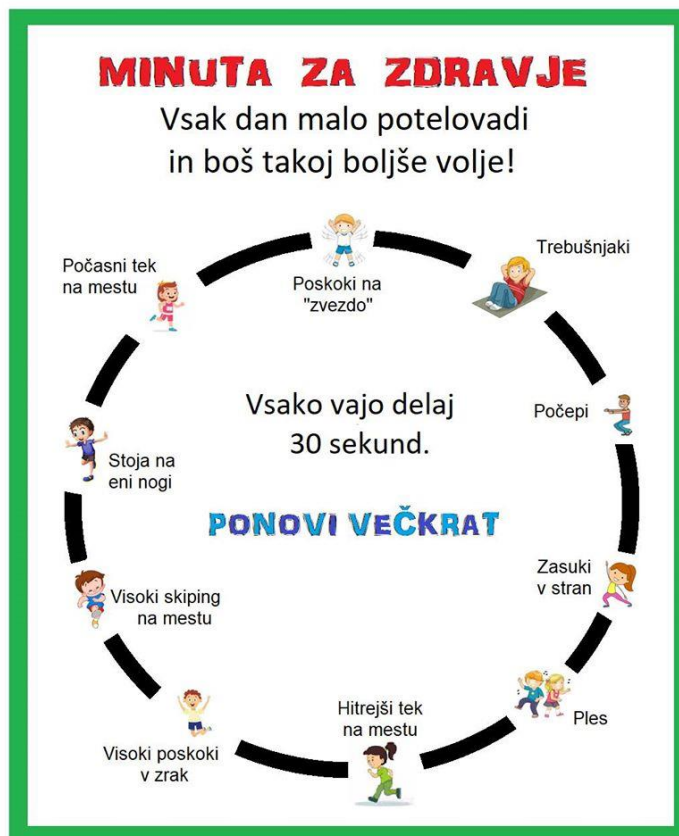 MINUTA ZA ZDRAVJE
Vsak dan malo potelovadi
in boš takoj boljše volje!
Poskoki na
"zvezdo"
Trebušnjaki
Počepi
Zasuki
v stran
Ples
Hitrejši tek
na mestu
Visoki poskoki
v zrak
Visoki skiping
na mestu
Stoja na
eni nogi
Počasni tek
na mestu
Vsako vajo delaj
30 sekund.
PONOVI VEČKRAT